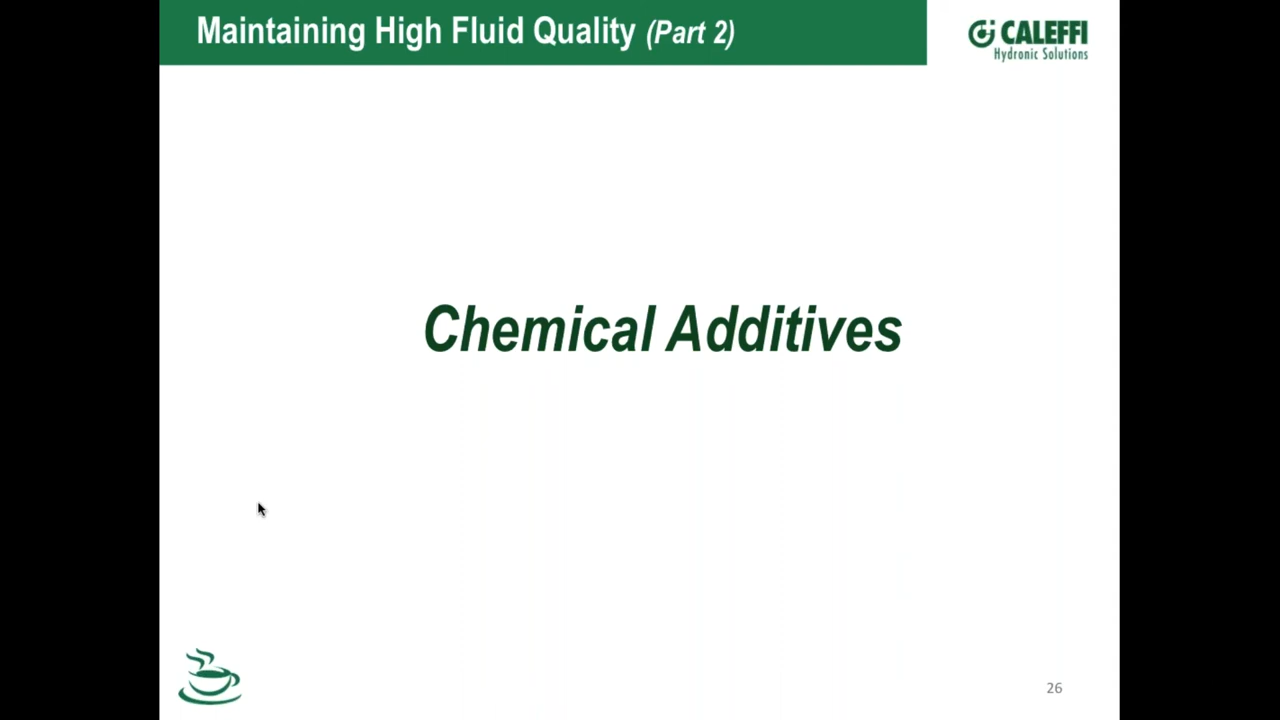 Maintaining High Fluid Quality (Part 2)
CALEFFI
Hydronic Solutions
Chemical Additives
26